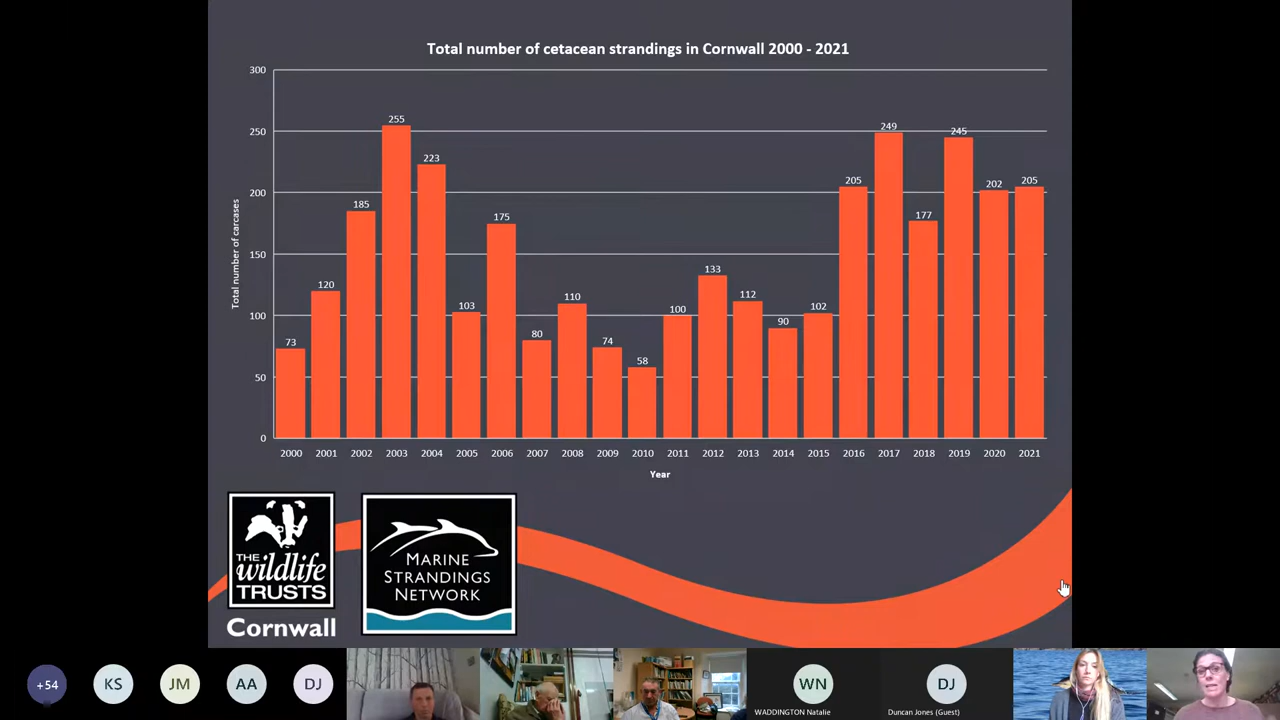 Total number of cetacean strandings in Cornwall 2000 - 2021
300
250
200
150
100
50
0
Total number of carcases
73
120
185
255
223
103
175
80
110
74
58
100
133
112
90
102
205
249
177
245
202
205
2000 2001 2002 2003 2004 2005 2006 2007 2008 2009 2010 2011 2012 2013 2014 2015 2016 2017 2018 2019 2020 2021
Year
THE
wildlife
TRUSTS
Cornwall
MARINE
STRANDINGS
NETWORK
+54
KS
JM
AA
DJ
WN
WADDINGTON Natalie
DJ
Duncan Jones (Guest)